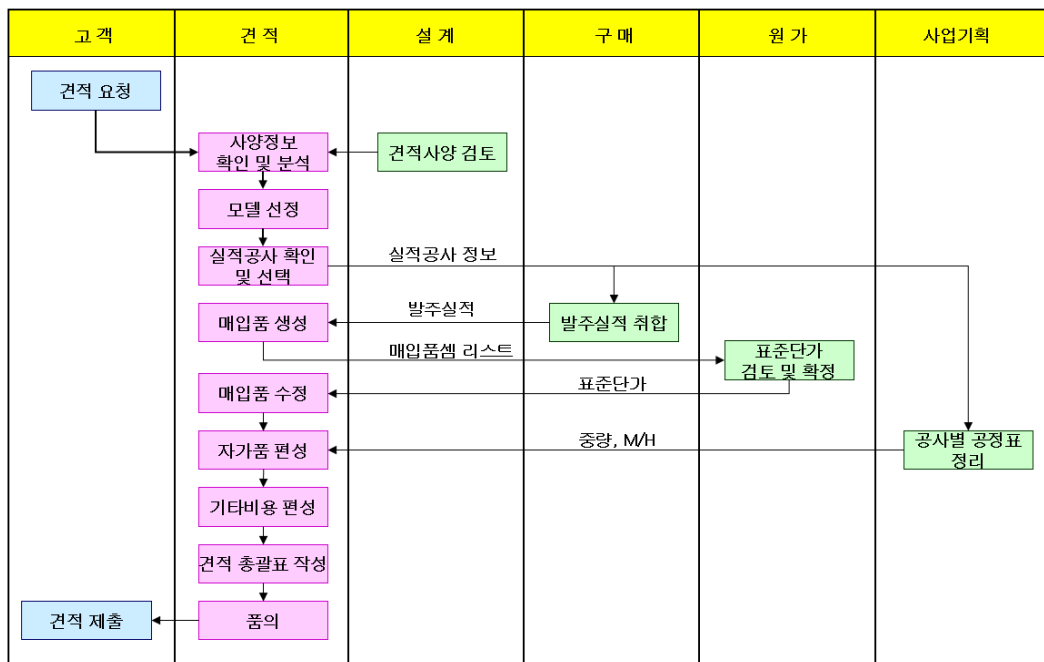 고 객
견 적
설 계
구 매
원 가
사업기획
견적 요청
사양정보
확인 및 분석
견적사양 검토
모델 선정
실적공사 확인
및 선택
실적공사 정보
매입품 생성
발주실적
발주실적 취합
매입품셈 리스트
표준단가
검토 및 확정
매입품 수정
표준단가
자가품 편성
중량, M/H
공사별 공정표
정리
기타비용 편성
견적 총괄표 작성
견적 제출
품의